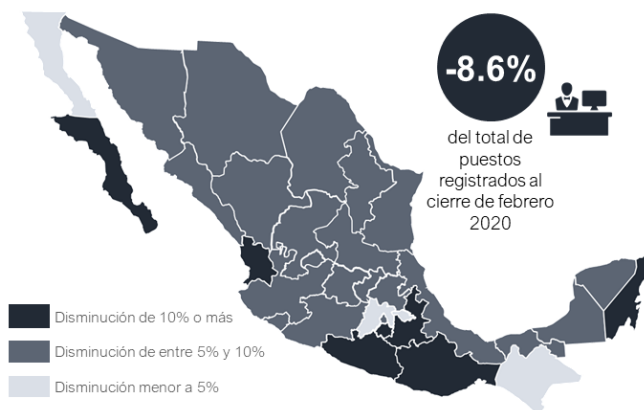 -8.6%
del total de
puestos
registrados al
cierre de febrero
2020
Disminución de 10% o más
Disminución de entre 5% y 10%
Disminución menor a 5%